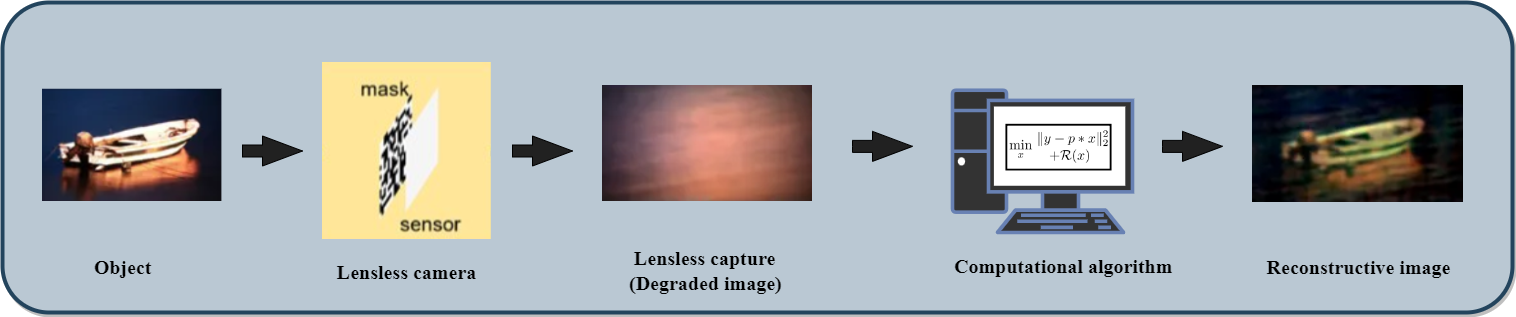 mask
sensor
min x ‖y − p ∗ x‖₂²
+ℛ(x)
Object
Lensless camera
Lensless capture
(Degraded image)
Computational algorithm
Reconstructive image